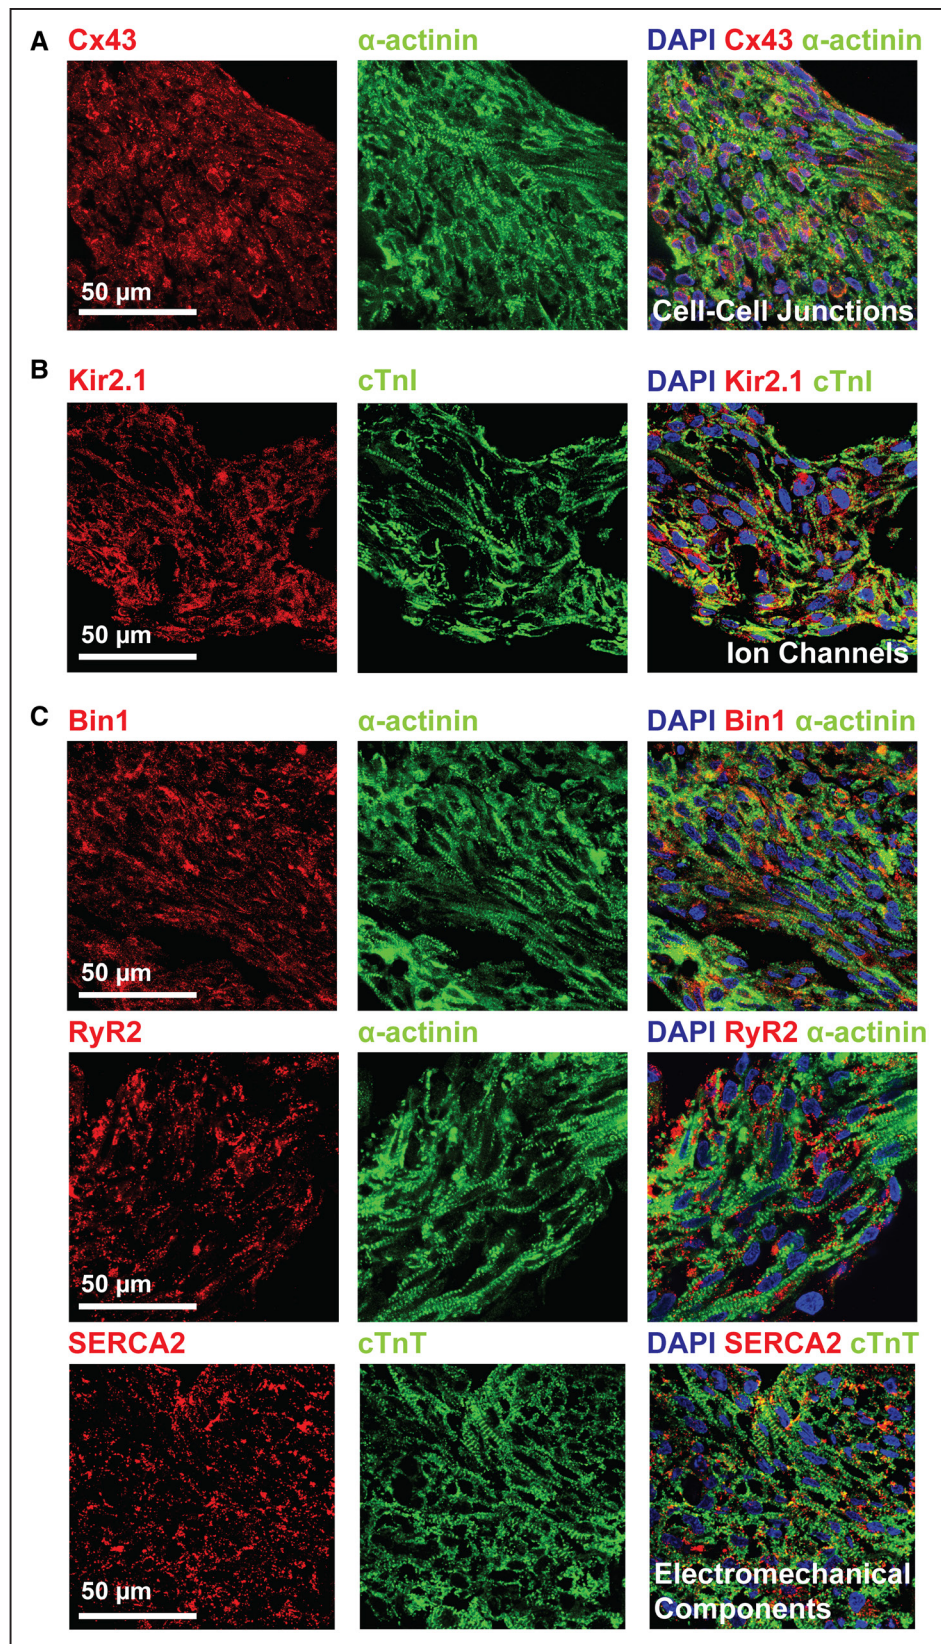 A
Cx43
α-actinin
DAPI Cx43 α-actinin
50 µm
Cell-Cell Junctions
B
Kir2.1
cTnI
DAPI Kir2.1 cTnI
50 µm
Ion Channels
C
Bin1
α-actinin
DAPI Bin1 α-actinin
50 µm
RyR2
α-actinin
DAPI RyR2 α-actinin
50 µm
SERCA2
cTnT
DAPI SERCA2 cTnT
50 µm
Electromechanical
Components